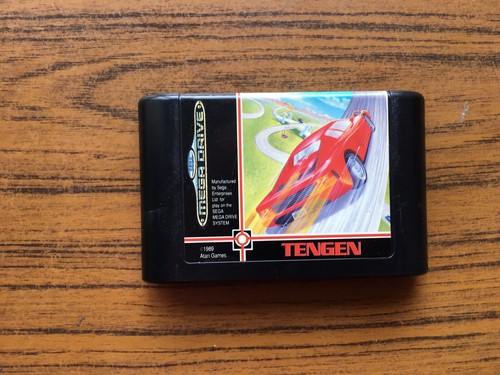 MEGA DRIVE
Manufactured
by Sega
Enterprises
Ltd for
play on the
SEGA
MEGA DRIVE
SYSTEM
©1989
Atari Games
TENGEN